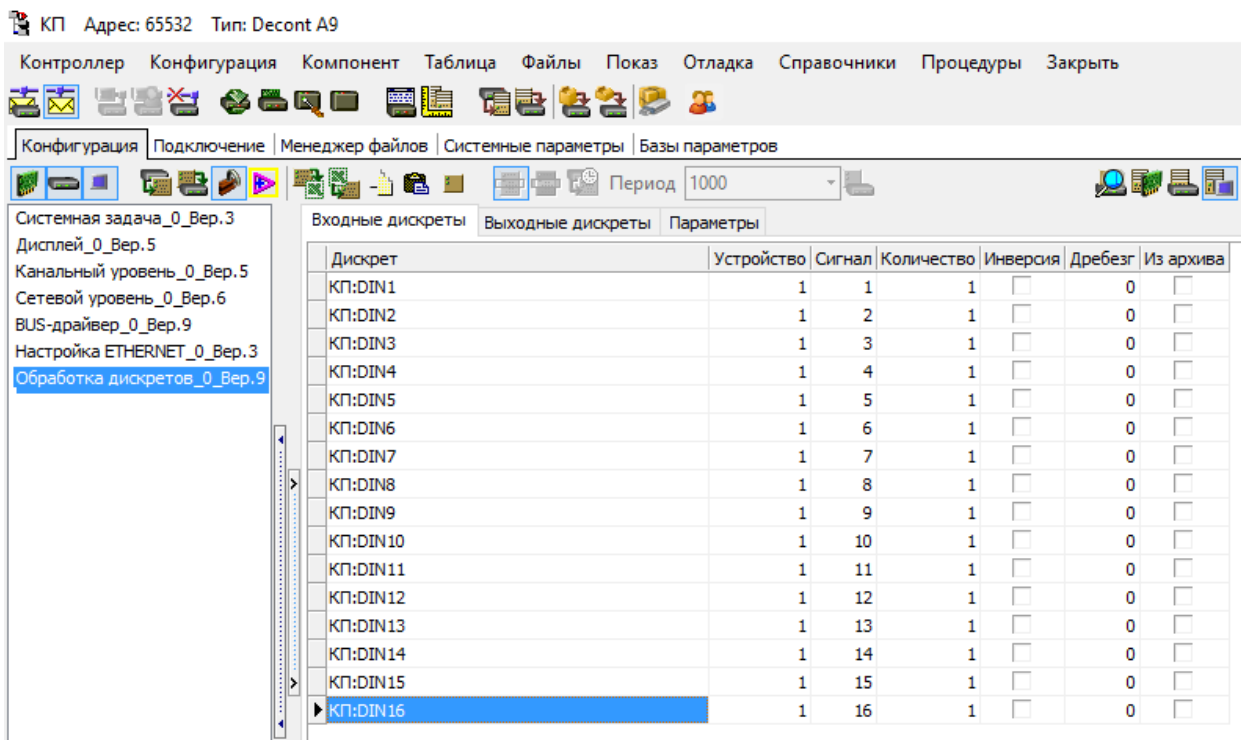 КП Адрес: 65532 Тип: Decont A9
Контроллер Конфигурация Компонент Таблица Файлы Показ Отладка Справочники Процедуры Закрыть
Конфигурация Подключение Менеджер файлов Системные параметры Базы параметров
Период 1000
Системная задача_0_Вер.3
Дисплей_0_Вер.5
Канальный уровень_0_Вер.5
Сетевой уровень_0_Вер.6
BUS-драйвер_0_Вер.9
Настройка ETHERNET_0_Вер.3
Обработка дискретов_0_Вер.9
Входные дискреты Выходные дискреты Параметры
Дискрет Устройство Сигнал Количество Инверсия Дребезг Из архива
КП:DIN1 1 1 1 0
КП:DIN2 1 2 1 0
КП:DIN3 1 3 1 0
КП:DIN4 1 4 1 0
КП:DIN5 1 5 1 0
КП:DIN6 1 6 1 0
КП:DIN7 1 7 1 0
КП:DIN8 1 8 1 0
КП:DIN9 1 9 1 0
КП:DIN10 1 10 1 0
КП:DIN11 1 11 1 0
КП:DIN12 1 12 1 0
КП:DIN13 1 13 1 0
КП:DIN14 1 14 1 0
КП:DIN15 1 15 1 0
КП:DIN16 1 16 1 0